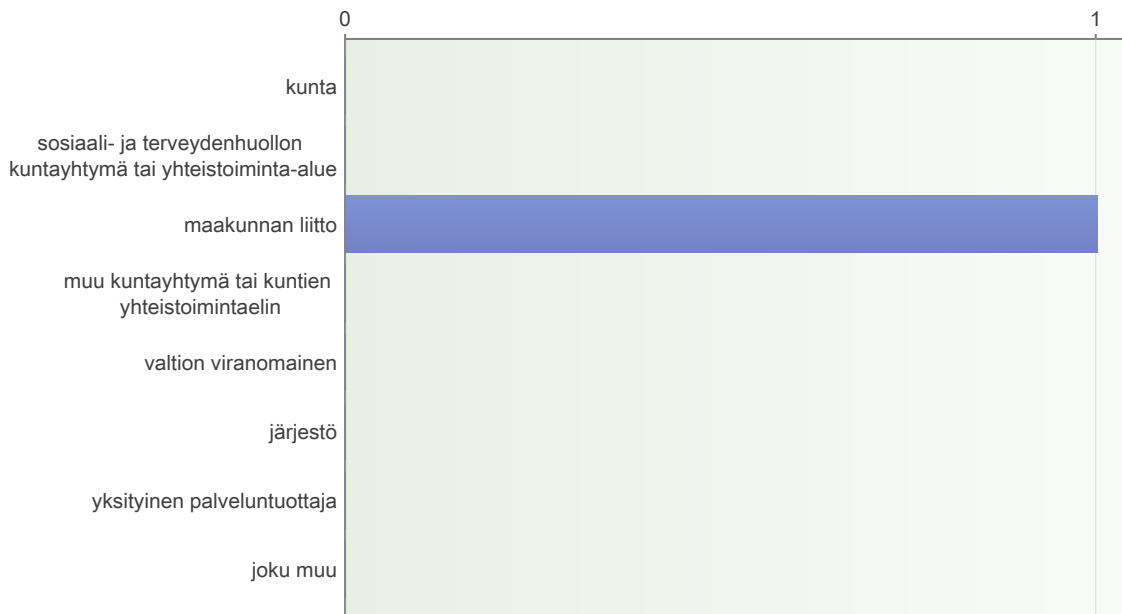 0 1
kunta
sosiaali- ja terveydenhuollon
kuntayhtymä tai yhteistoiminta-alue
maakunnan liitto
muu kuntayhtymä tai kuntien
yhteistoimintaelin
valtion viranomainen
järjestö
yksityinen palveluntuottaja
joku muu